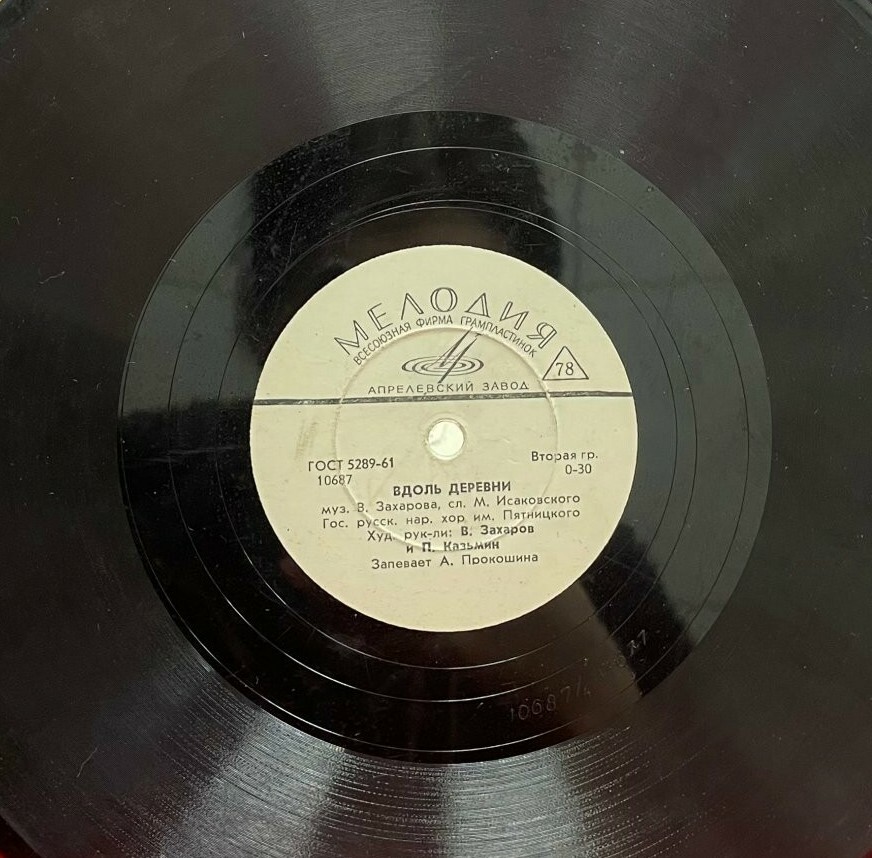 МЕЛОДИЯ
ВСЕСОЮЗНАЯ ФИРМА ГРАМПЛАСТИНОК
78
АПРЕЛЕВСКИЙ ЗАВОД
ГОСТ 5289-61 Вторая гр.
10687 0-30
ВДОЛЬ ДЕРЕВНИ
муз. В. Захарова, сл. М. Исаковского
Гос. русск. нар. хор им. Пятницкого
Худ. рук-ли: В. Захаров
и П. Казьмин
Запевает А. Прокошина
10687/